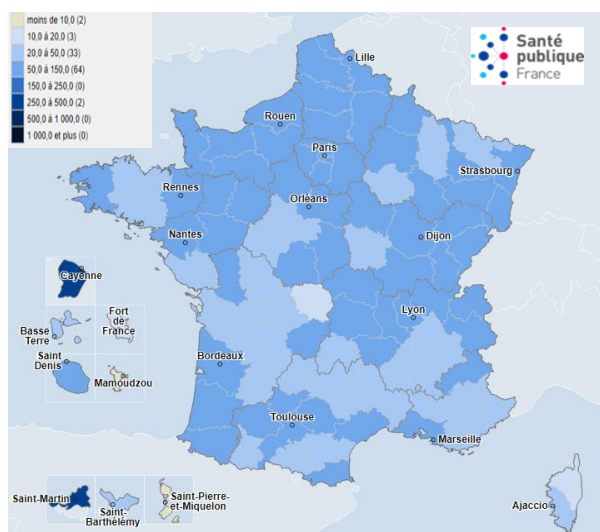 moins de 10,0 (2)
10,0 à 20,0 (3)
20,0 à 50,0 (33)
50,0 à 150,0 (64)
150,0 à 250,0 (0)
250,0 à 500,0 (2)
500,0 à 1 000,0 (0)
1 000,0 et plus (0)
Santé
publique
France
Lille
Rouen
Paris
Strasbourg
Rennes
Orléans
Nantes
Dijon
Cayenne
Basse
Terre
Fort
de
France
Lyon
Saint
Denis
Mamoudzou
Bordeaux
Toulouse
Marseille
Saint-Martin
Saint-
Barthélémy
Saint-Pierre-
et-Miquelon
Ajaccio